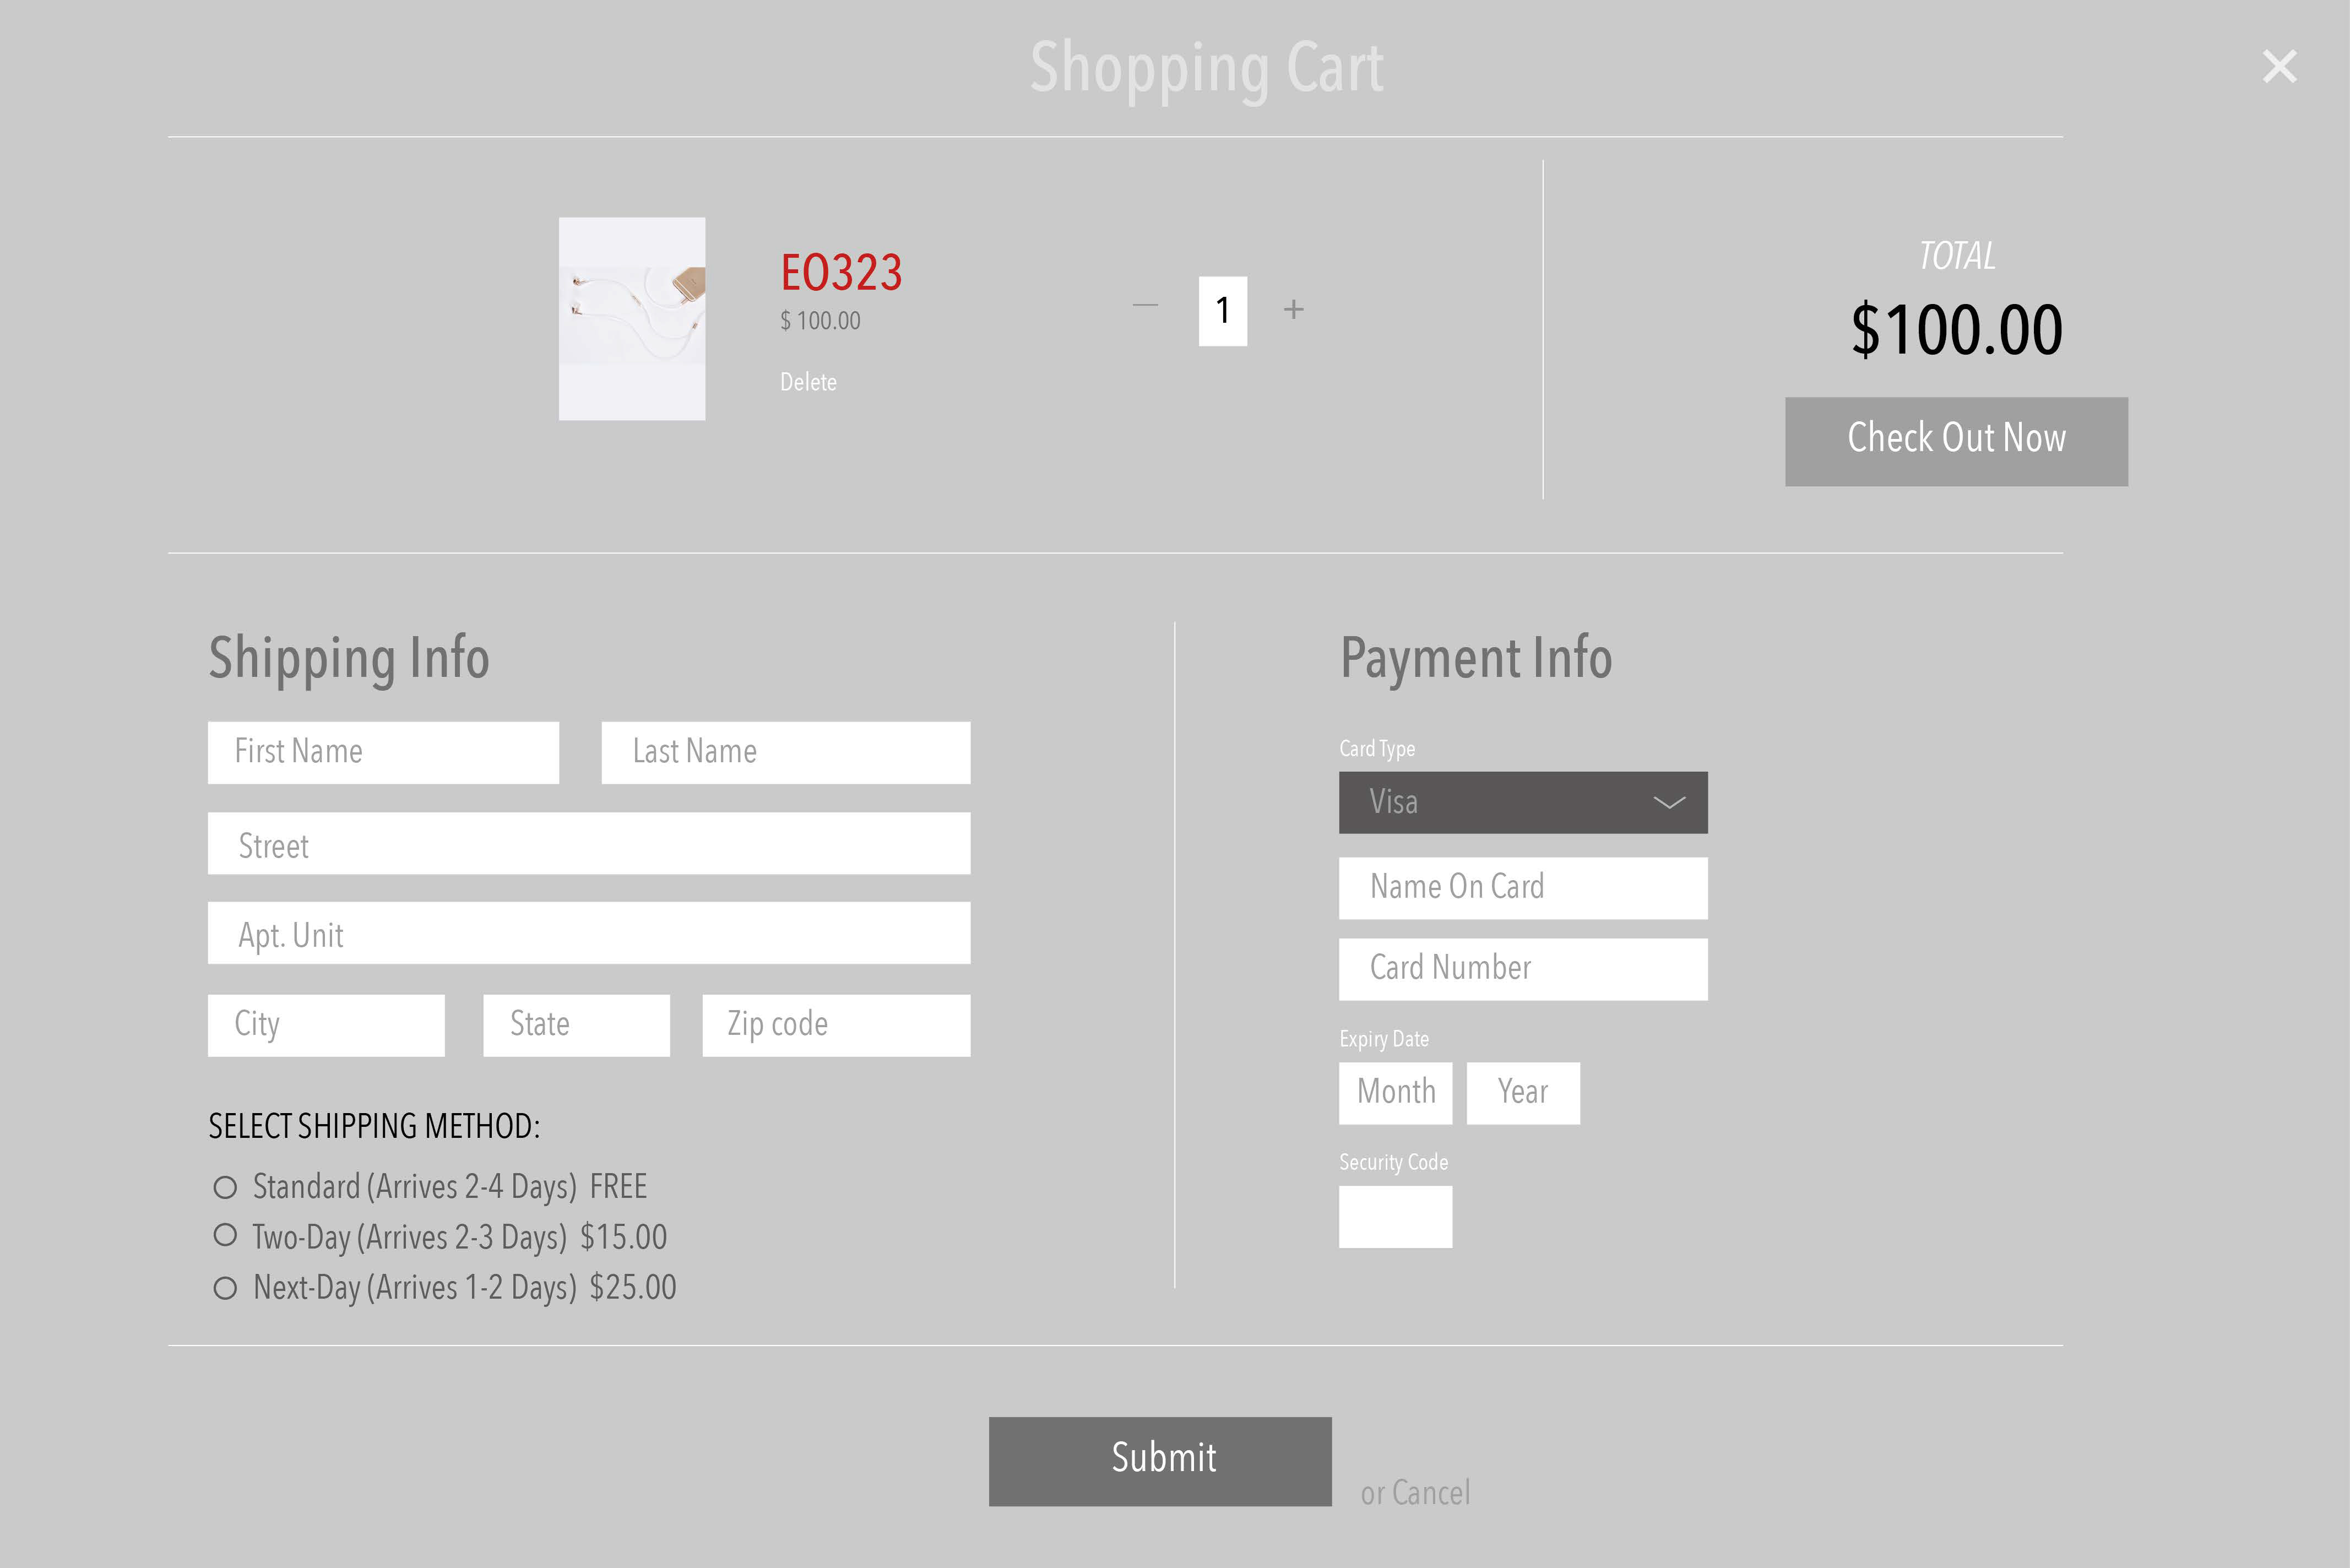 Shopping Cart
EO323
$ 100.00
Delete
1
TOTAL
$100.00
Check Out Now
Shipping Info
First Name
Last Name
Street
Apt. Unit
City
State
Zip code
SELECT SHIPPING METHOD:
Standard (Arrives 2-4 Days) FREE
Two-Day (Arrives 2-3 Days) $15.00
Next-Day (Arrives 1-2 Days) $25.00
Payment Info
Card Type
Visa
Name On Card
Card Number
Expiry Date
Month
Year
Security Code
Submit
or Cancel